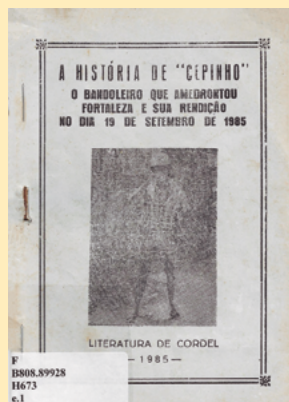 A HISTÓRIA DE "CEPINHO"
O BANDOLEIRO QUE AMEDRONTOU
FORTALEZA E SUA RENDIÇÃO
NO DIA 19 DE SETEMBRO DE 1985
LITERATURA DE CORDEL
— 1985 —
F
B808.89928
H673
e.1